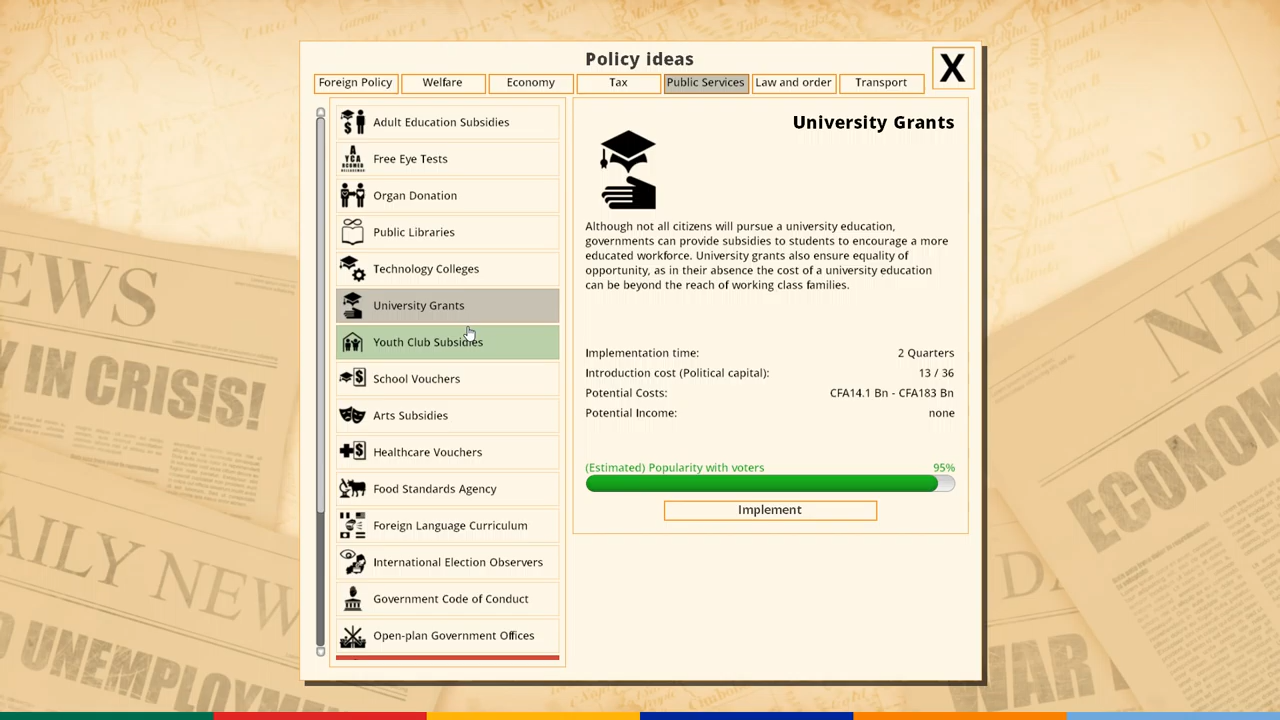 Policy ideas
X
Foreign Policy
Welfare
Economy
Tax
Public Services
Law and order
Transport
Adult Education Subsidies
Free Eye Tests
Organ Donation
Public Libraries
Technology Colleges
University Grants
Youth Club Subsidies
School Vouchers
Arts Subsidies
Healthcare Vouchers
Food Standards Agency
Foreign Language Curriculum
International Election Observers
Government Code of Conduct
Open-plan Government Offices
University Grants
Although not all citizens will pursue a university education,
governments can provide subsidies to students to encourage a more
educated workforce. University grants also ensure equality of
opportunity, as in their absence the cost of a university education
can be beyond the reach of working class families.
Implementation time: 2 Quarters
Introduction cost (Political capital): 13 / 36
Potential Costs: CFA14.1 Bn - CFA183 Bn
Potential Income: none
(Estimated) Popularity with voters 95%
Implement
EWS
Y IN CRISIS!
AILY NEW
UNEMPLOYM
NE
ECONOM
WAR